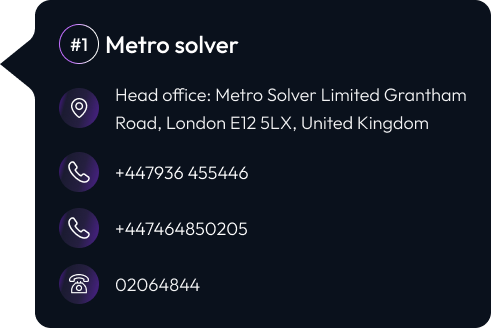 #1 Metro solver
Head office: Metro Solver Limited Grantham
Road, London E12 5LX, United Kingdom
+447936 455446
+447464850205
02064844